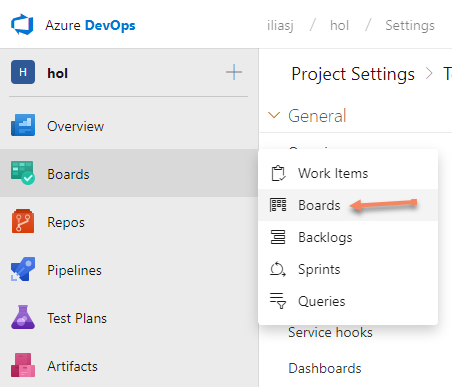 Azure DevOps
iliasj / hol / Settings
H hol
Project Settings > T
General
Overview
Boards
Repos
Pipelines
Test Plans
Artifacts
Work Items
Boards
Backlogs
Sprints
Queries
Service hooks
Dashboards